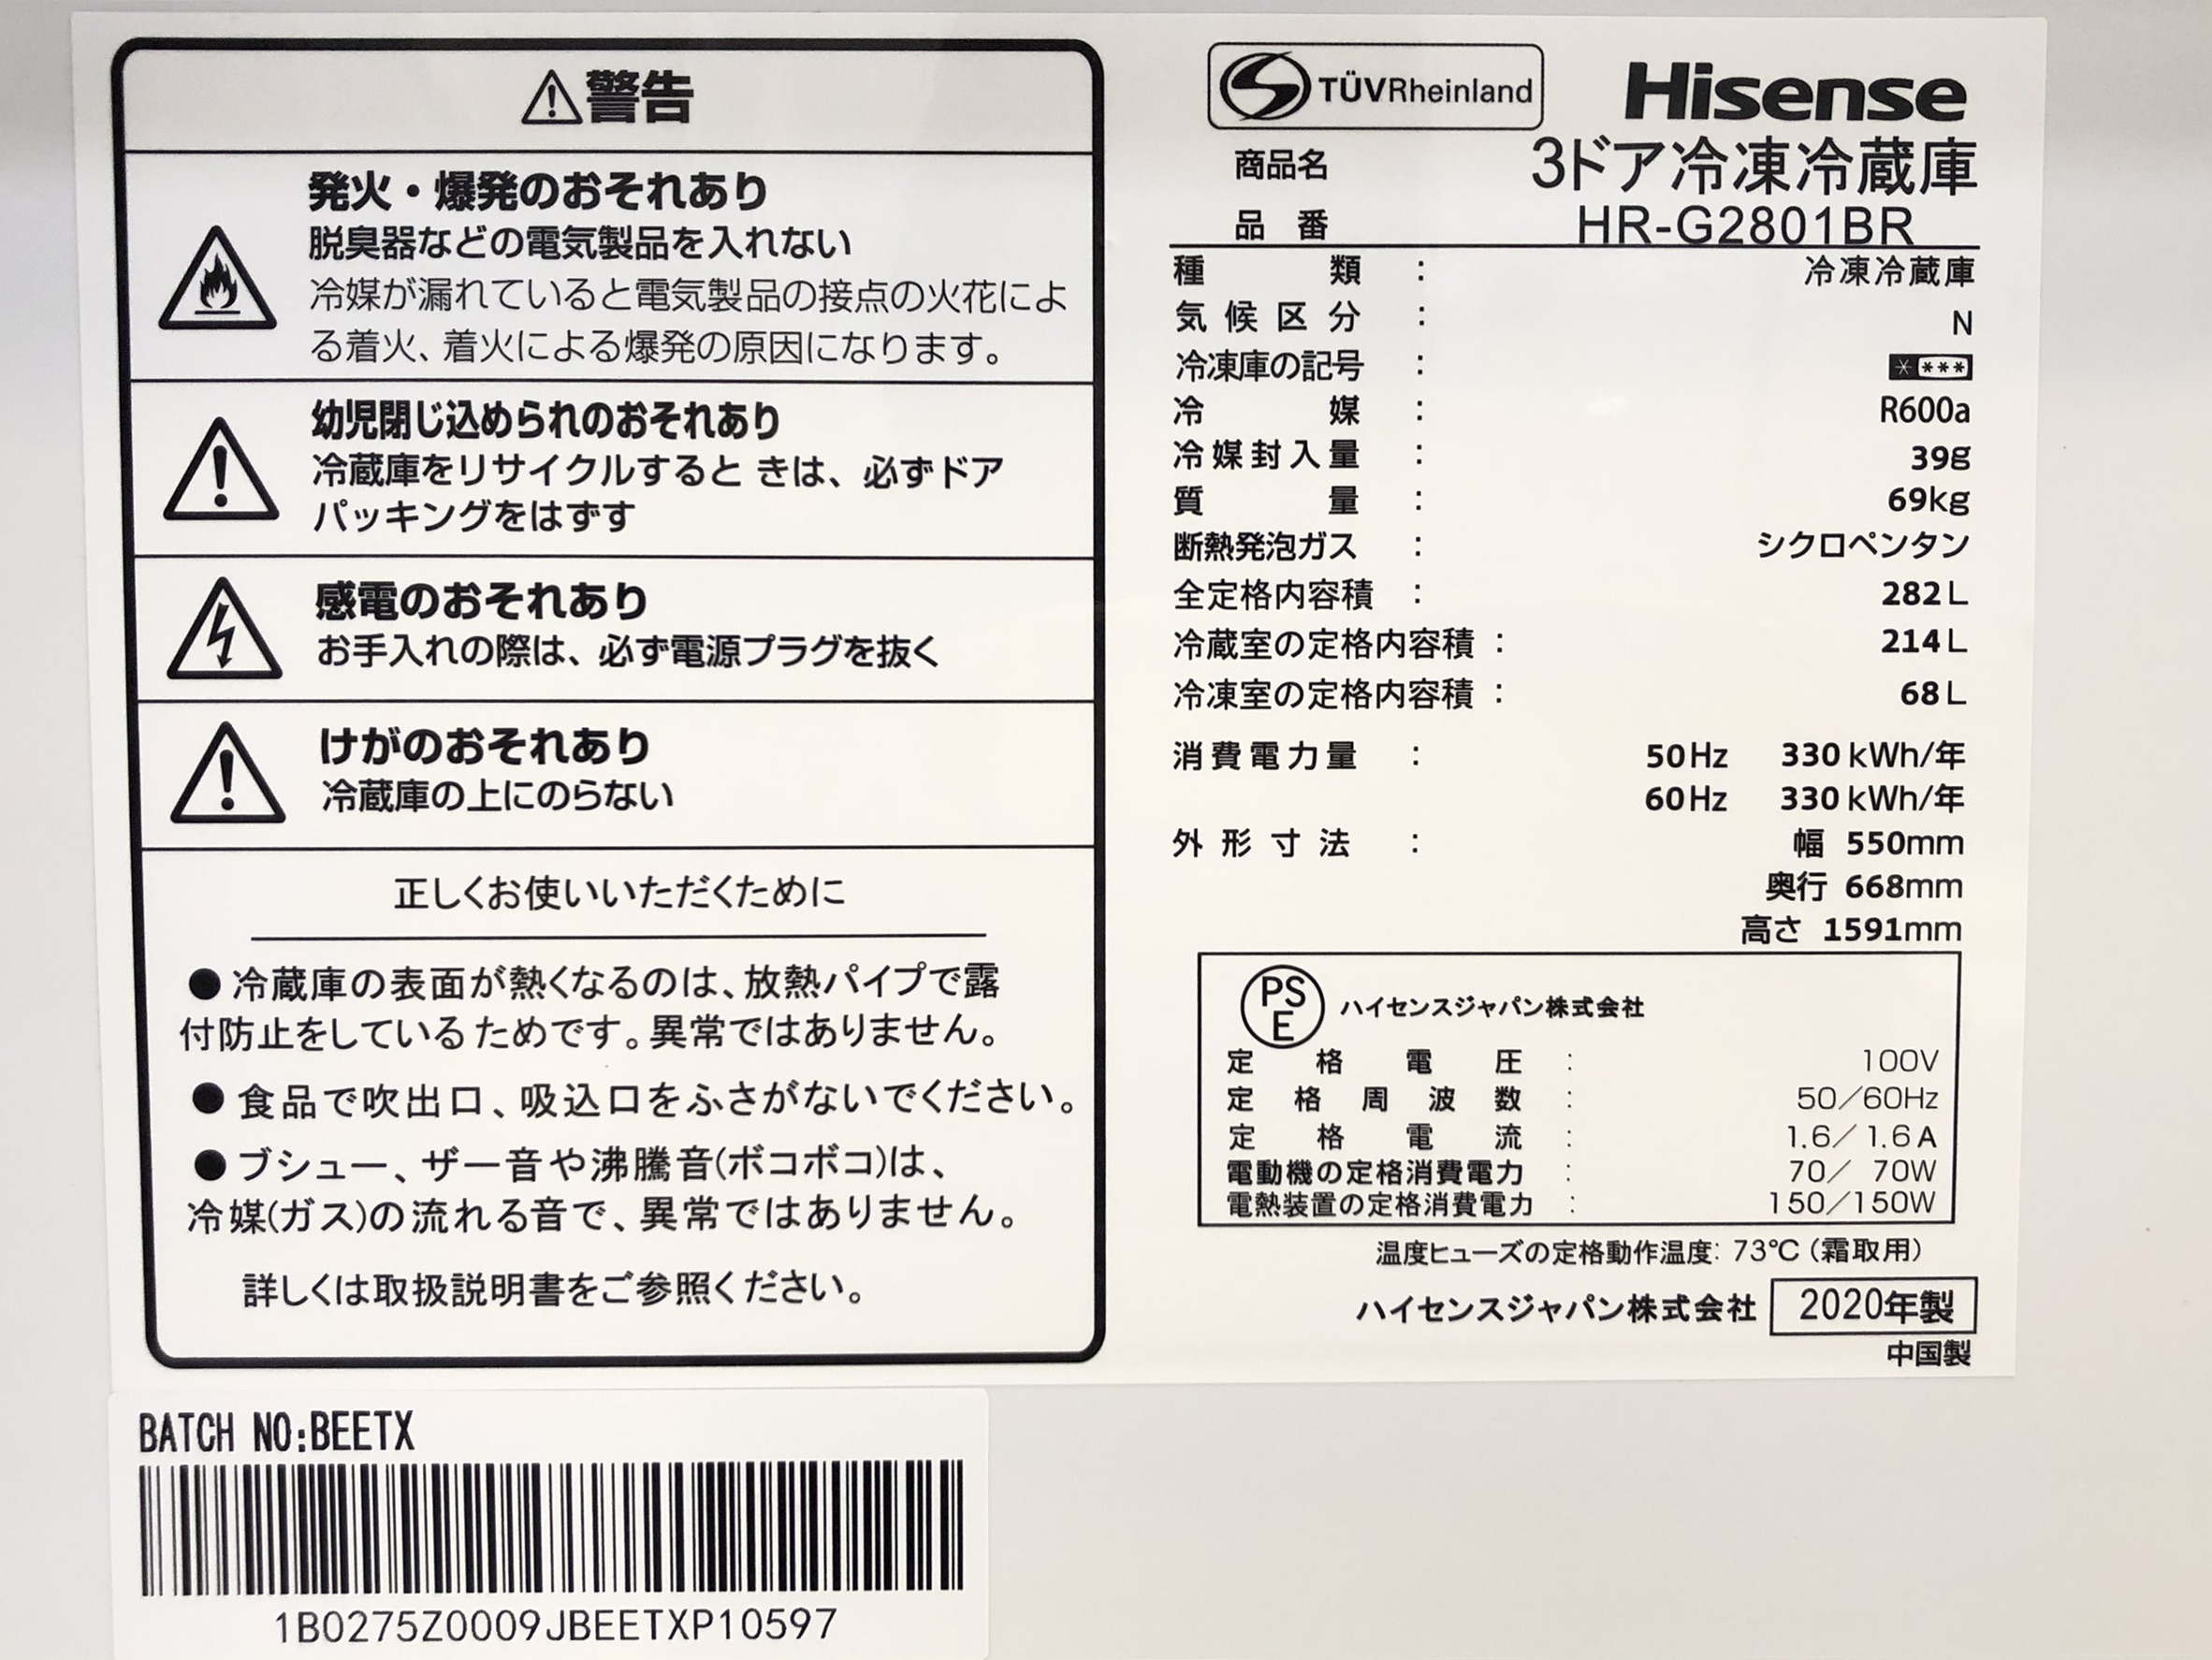 ⚠警告
発火・爆発のおそれあり
脱臭器などの電気製品を入れない
冷媒が漏れていると電気製品の接点の火花によ
る着火、着火による爆発の原因になります。
幼児閉じ込められのおそれあり
冷蔵庫をリサイクルすると きは、必ずドア
パッキングをはずす
感電のおそれあり
お手入れの際は、必ず電源プラグを抜く
けがのおそれあり
冷蔵庫の上にのらない
正しくお使いいただくために
●冷蔵庫の表面が熱くなるのは、放熱パイプで露
付防止をしているためです。異常ではありません。
●食品で吹出口、吸込口をふさがないでください。
●ブシュー、ザー音や沸騰音(ボコボコ)は、
冷媒(ガス)の流れる音で、異常ではありません。
詳しくは取扱説明書をご参照ください。
TÜVRheinland Hisense
商品名 3ドア冷凍冷蔵庫
品番 HR-G2801BR
種類 : 冷凍冷蔵庫
気候区分 : N
冷凍庫の記号 : * ***
冷媒 : R600a
冷媒封入量 : 39g
質量 : 69kg
断熱発泡ガス : シクロペンタン
全定格内容積 : 282L
冷蔵室の定格内容積 : 214L
冷凍室の定格内容積 : 68L
消費電力量 : 50Hz 330 kWh/年
60Hz 330 kWh/年
外形寸法 : 幅 550mm
奥行 668mm
高さ 1591mm
PSE ハイセンスジャパン株式会社
定格電圧 : 100V
定格周波数 : 50/60Hz
定格電流 : 1.6/1.6A
電動機の定格消費電力 : 70/ 70W
電熱装置の定格消費電力 : 150/150W
温度ヒューズの定格動作温度: 73℃(霜取用)
ハイセンスジャパン株式会社 2020年製
中国製
BATCH NO:BEETX
1B0275Z0009JBEETXP10597